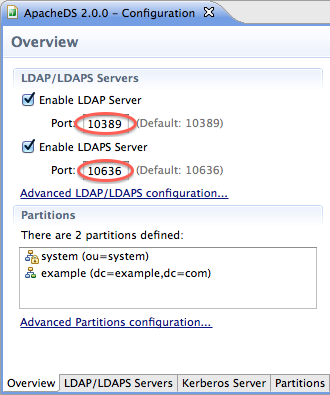 ApacheDS 2.0.0 - Configuration
Overview
LDAP/LDAPS Servers
Enable LDAP Server
Port: 10389 (Default: 10389)
Enable LDAPS Server
Port: 10636 (Default: 10636)
Advanced LDAP/LDAPS configuration...
Partitions
There are 2 partitions defined:
system (ou=system)
example (dc=example,dc=com)
Advanced Partitions configuration...
Overview LDAP/LDAPS Servers Kerberos Server Partitions